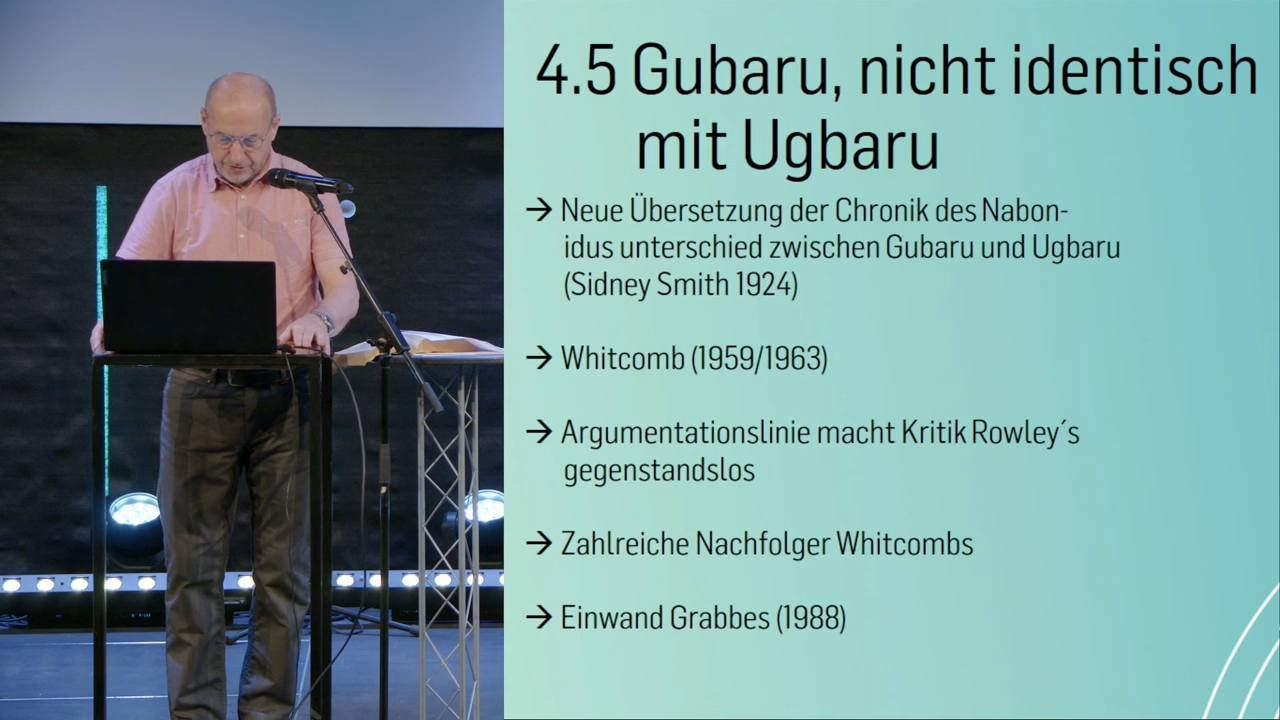 4.5 Gubaru, nicht identisch
mit Ugbaru
→ Neue Übersetzung der Chronik des Nabon-
idus unterschied zwischen Gubaru und Ugbaru
(Sidney Smith 1924)
→ Whitcomb (1959/1963)
→ Argumentationslinie macht Kritik Rowley´s
gegenstandslos
→ Zahlreiche Nachfolger Whitcombs
→ Einwand Grabbes (1988)